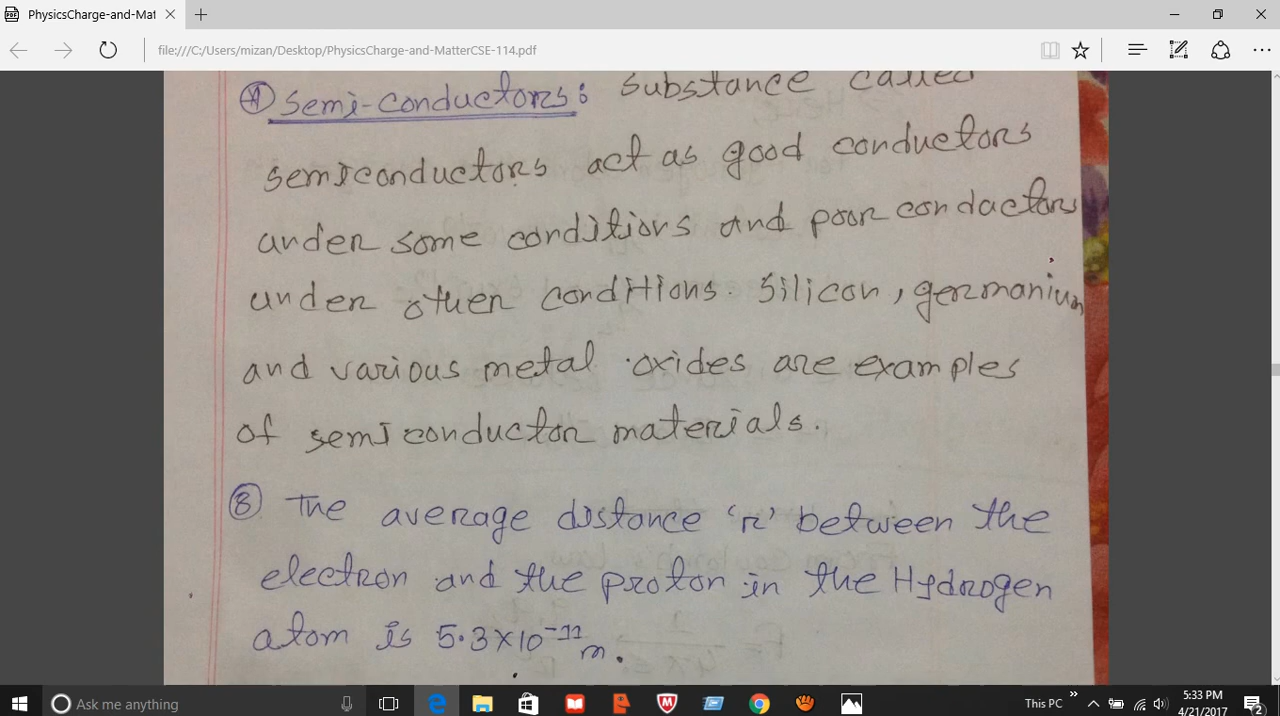 PhysicsCharge-and-Mat
file:///C:/Users/mizan/Desktop/PhysicsCharge-and-MatterCSE-114.pdf
Semi-conductors: Substance called
semiconductors act as good conductors
under some conditions and poor conductors
under other conditions. Silicon, germanium
and various metal oxides are examples
of semiconductor materials.
8 The average distance 'r' between the
electron and the proton in the Hydrogen
atom is 5.3×10⁻¹¹ m.
Ask me anything
This PC
5:33 PM
4/21/2017
2